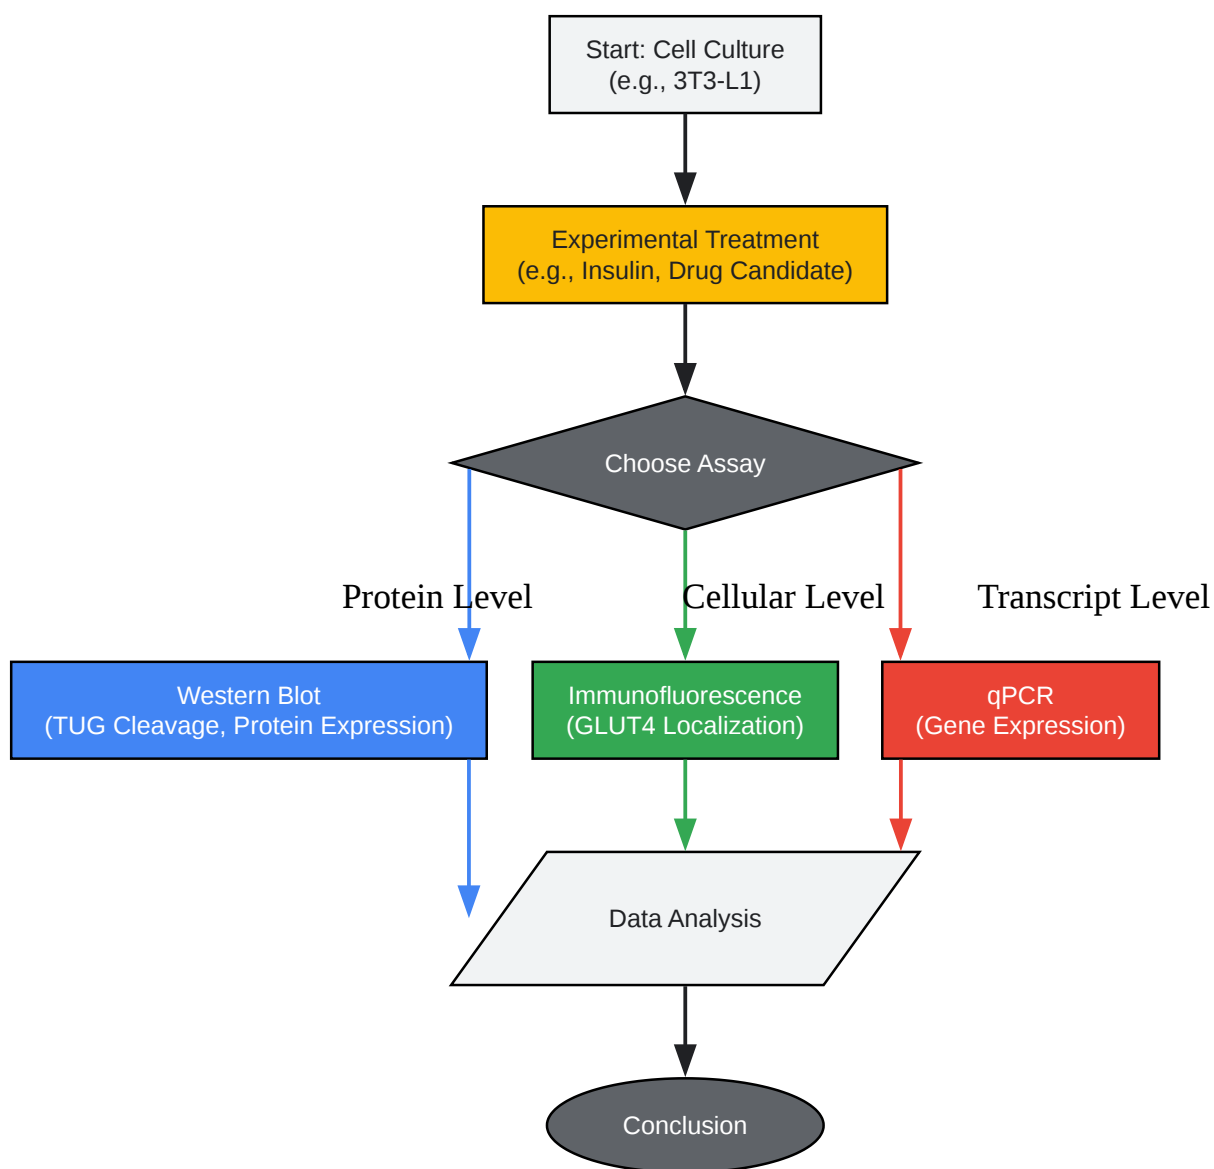 Start: Cell Culture
(e.g., 3T3-L1)
Experimental Treatment
(e.g., Insulin, Drug Candidate)
Choose Assay
Protein Level
Cellular Level
Transcript Level
Western Blot
(TUG Cleavage, Protein Expression)
Immunofluorescence
(GLUT4 Localization)
qPCR
(Gene Expression)
Data Analysis
Conclusion